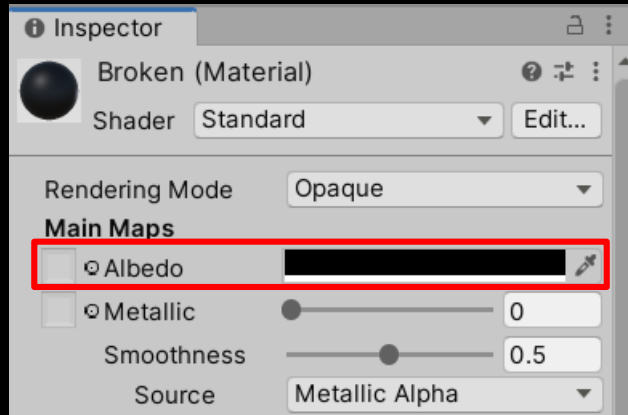 Inspector
Broken (Material)
Shader Standard Edit...
Rendering Mode Opaque
Main Maps
Albedo
Metallic 0
Smoothness 0.5
Source Metallic Alpha